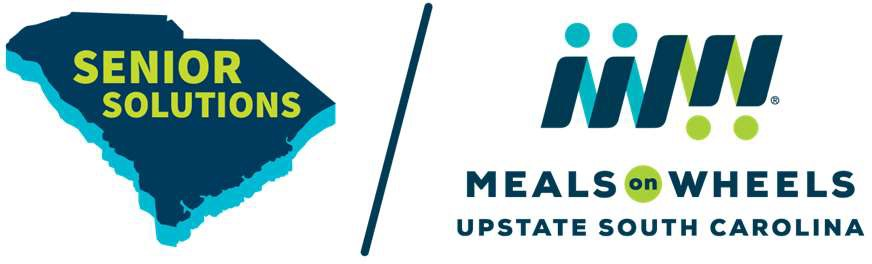 SENIOR
SOLUTIONS
MEALS on WHEELS
UPSTATE SOUTH CAROLINA
®